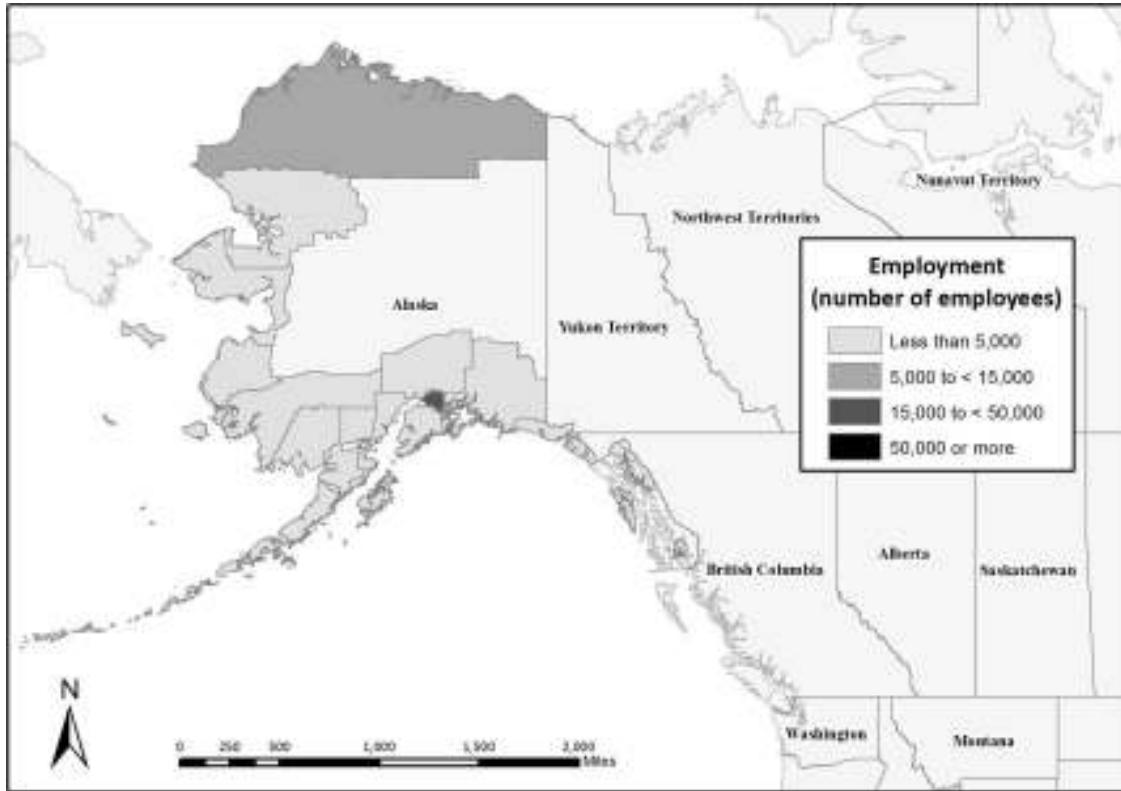 Nunavut Territory
Northwest Territories
Employment
(number of employees)
Alaska
Yukon Territory
Less than 5,000
5,000 to < 15,000
15,000 to < 50,000
50,000 or more
British Columbia
Alberta
Saskatchewan
N
Washington
Montana
0 250 500 1,000 1,500 2,000
Miles